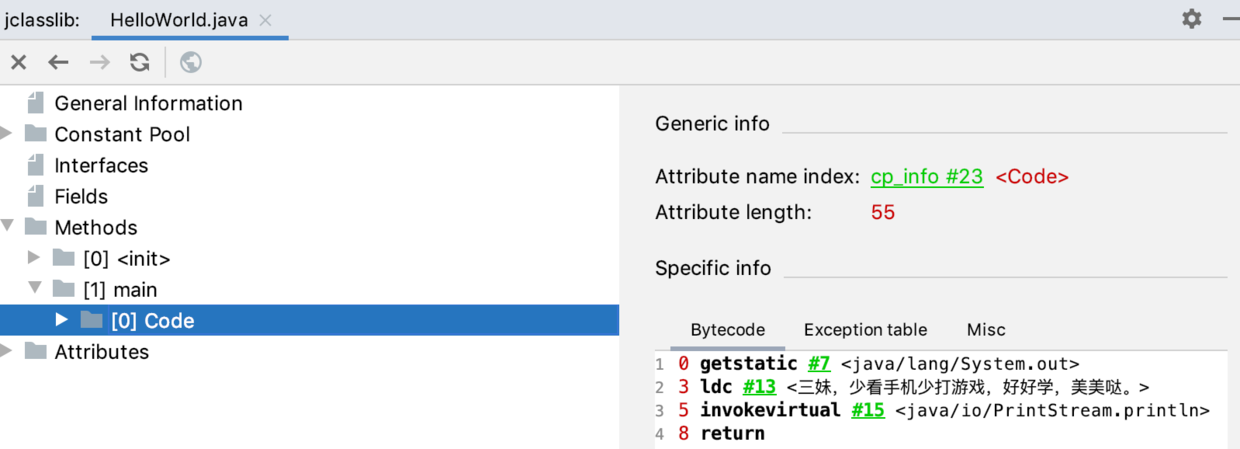 jclasslib: HelloWorld.java
General Information
Constant Pool
Interfaces
Fields
Methods
[0] <init>
[1] main
[0] Code
Attributes
Generic info
Attribute name index: cp_info #23 <Code>
Attribute length: 55
Specific info
Bytecode Exception table Misc
1 0 getstatic #7 <java/lang/System.out>
2 3 ldc #13 <三妹，少看手机少打游戏，好好学，美美哒。>
3 5 invokevirtual #15 <java/io/PrintStream.println>
4 8 return